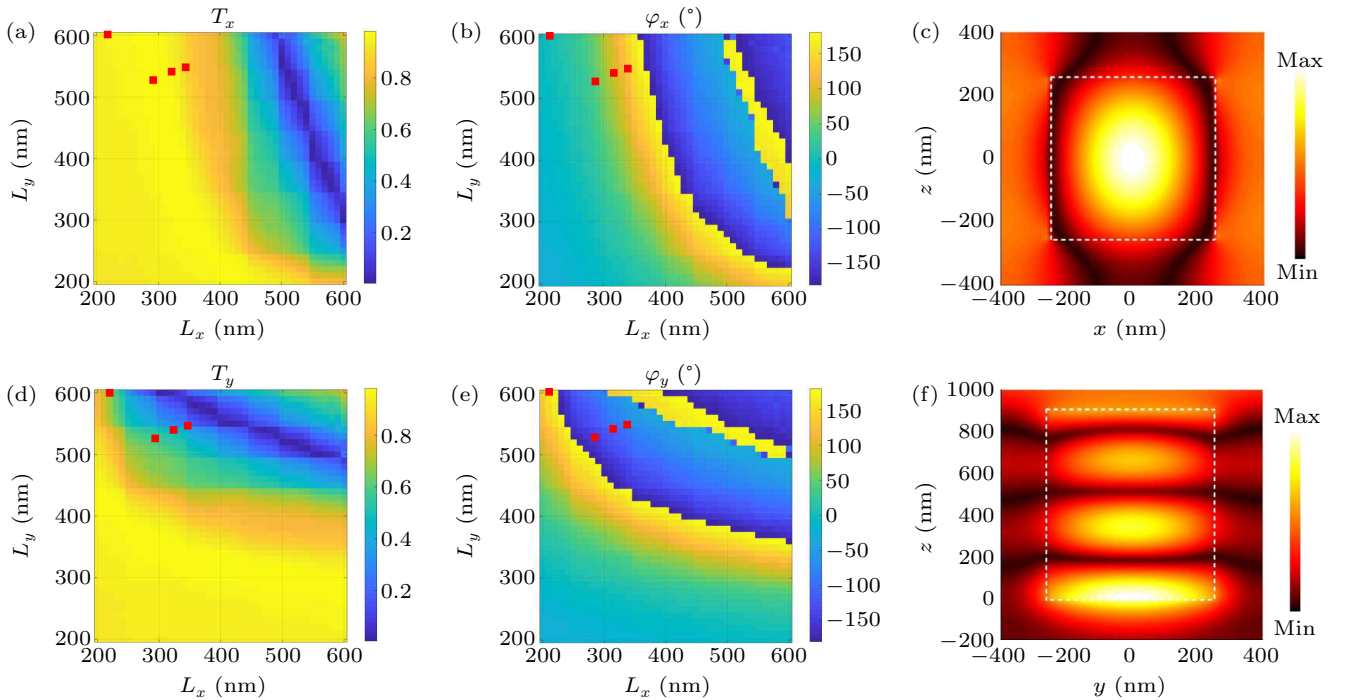 (a)
T_x
600
500
400
300
200
200 300 400 500 600
L_y (nm)
L_x (nm)
0.8
0.6
0.4
0.2
(b)
φ_x (°)
600
500
400
300
200
200 300 400 500 600
L_y (nm)
L_x (nm)
150
100
50
0
−50
−100
−150
(c)
400
200
0
−200
−400
−400 −200 0 200 400
z (nm)
x (nm)
Max
Min
(d)
T_y
600
500
400
300
200
200 300 400 500 600
L_y (nm)
L_x (nm)
0.8
0.6
0.4
0.2
(e)
φ_y (°)
600
500
400
300
200
200 300 400 500 600
L_y (nm)
L_x (nm)
150
100
50
0
−50
−100
−150
(f)
1000
800
600
400
200
0
−200
−400 −200 0 200 400
z (nm)
y (nm)
Max
Min